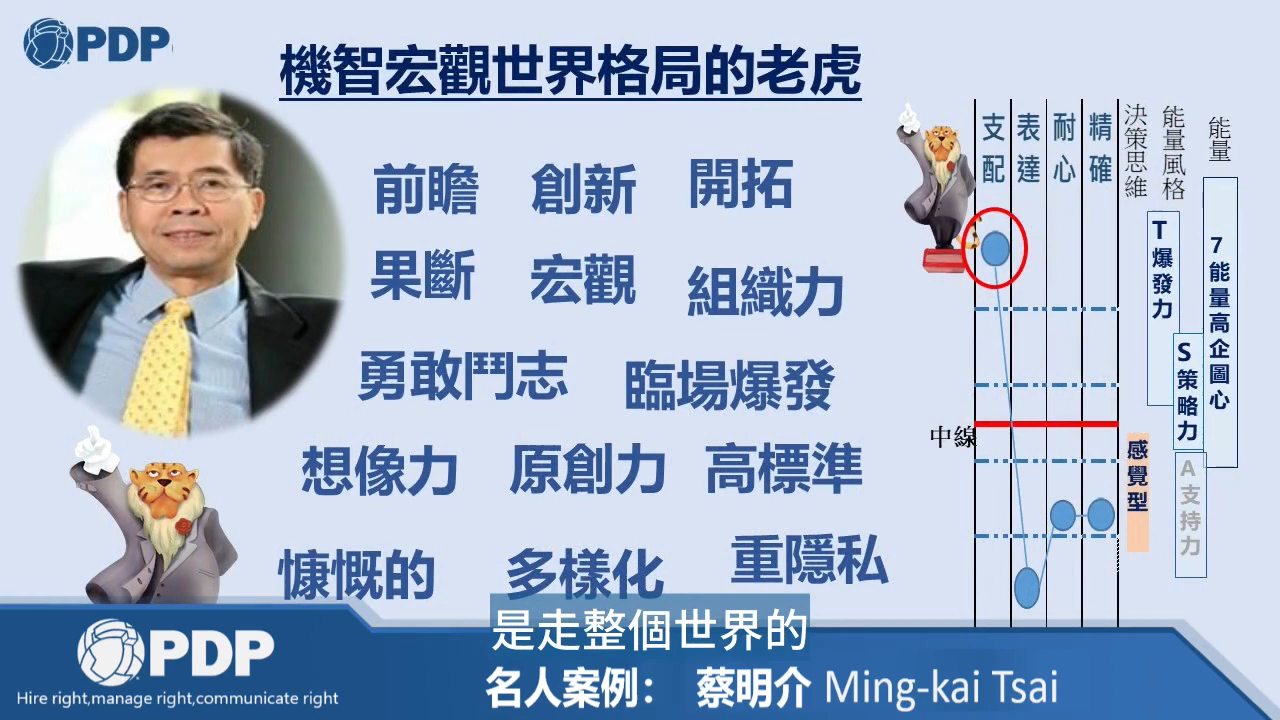 PDP
機智宏觀世界格局的老虎
前瞻 創新 開拓
果斷 宏觀 組織力
勇敢鬥志 臨場爆發
想像力 原創力 高標準
慷慨的 多樣化 重隱私
支配 表達 耐心 精確 決策思維 能量風格 能量
T爆發力
7能量高企圖心
S策略力
中線
感覺型
A支持力
是走整個世界的
PDP
Hire right,manage right,communicate right
名人案例： 蔡明介 Ming-kai Tsai